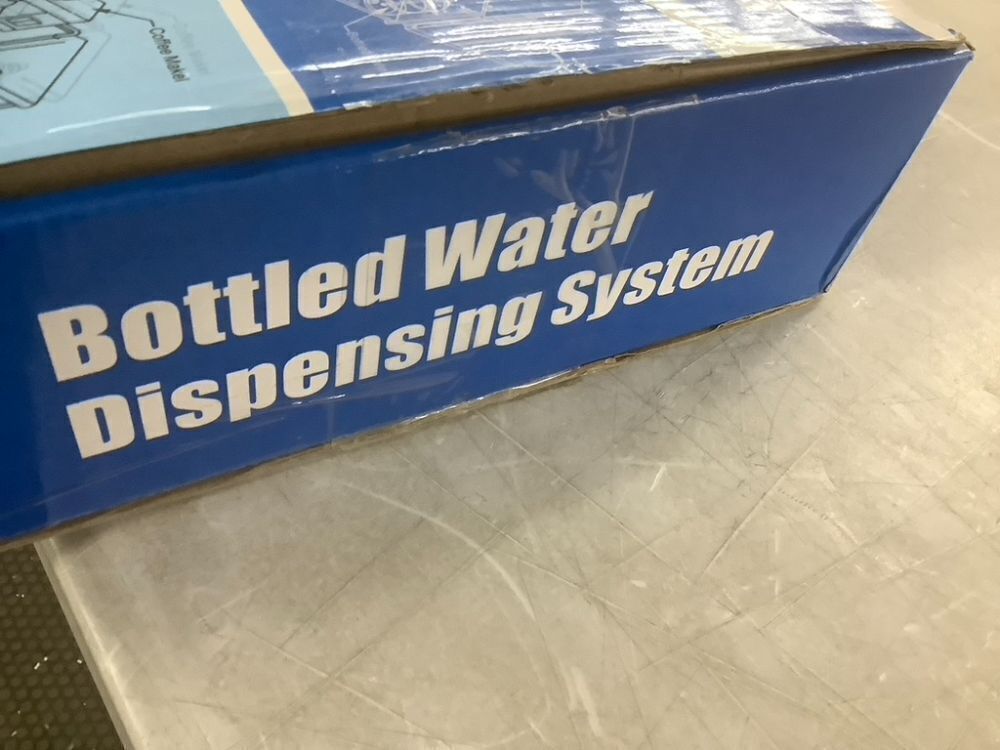 Coffee Maker
Bottled Water
Dispensing System